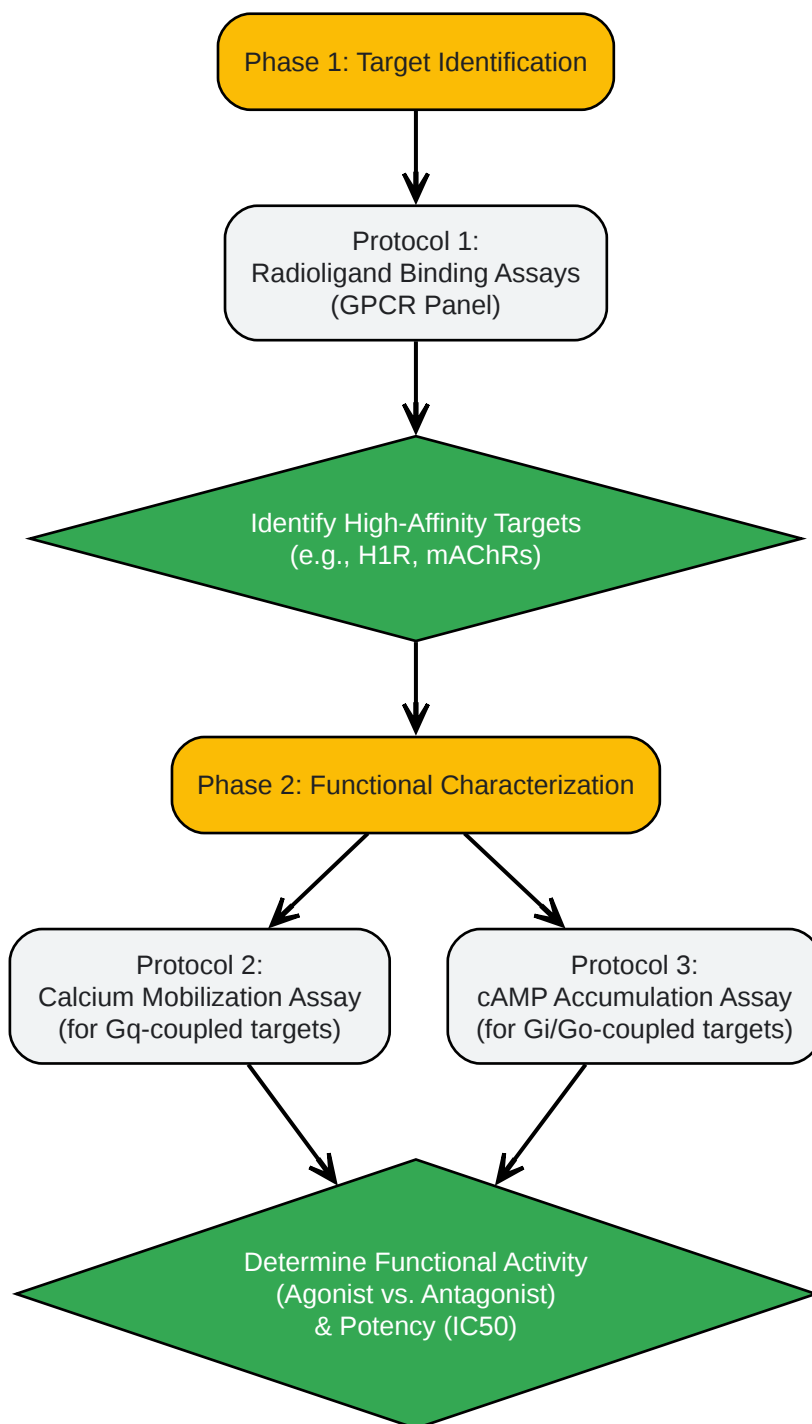 Phase 1: Target Identification
Protocol 1:
Radioligand Binding Assays
(GPCR Panel)
Identify High-Affinity Targets
(e.g., H1R, mAChRs)
Phase 2: Functional Characterization
Protocol 2:
Calcium Mobilization Assay
(for Gq-coupled targets)
Protocol 3:
cAMP Accumulation Assay
(for Gi/Go-coupled targets)
Determine Functional Activity
(Agonist vs. Antagonist)
& Potency (IC50)